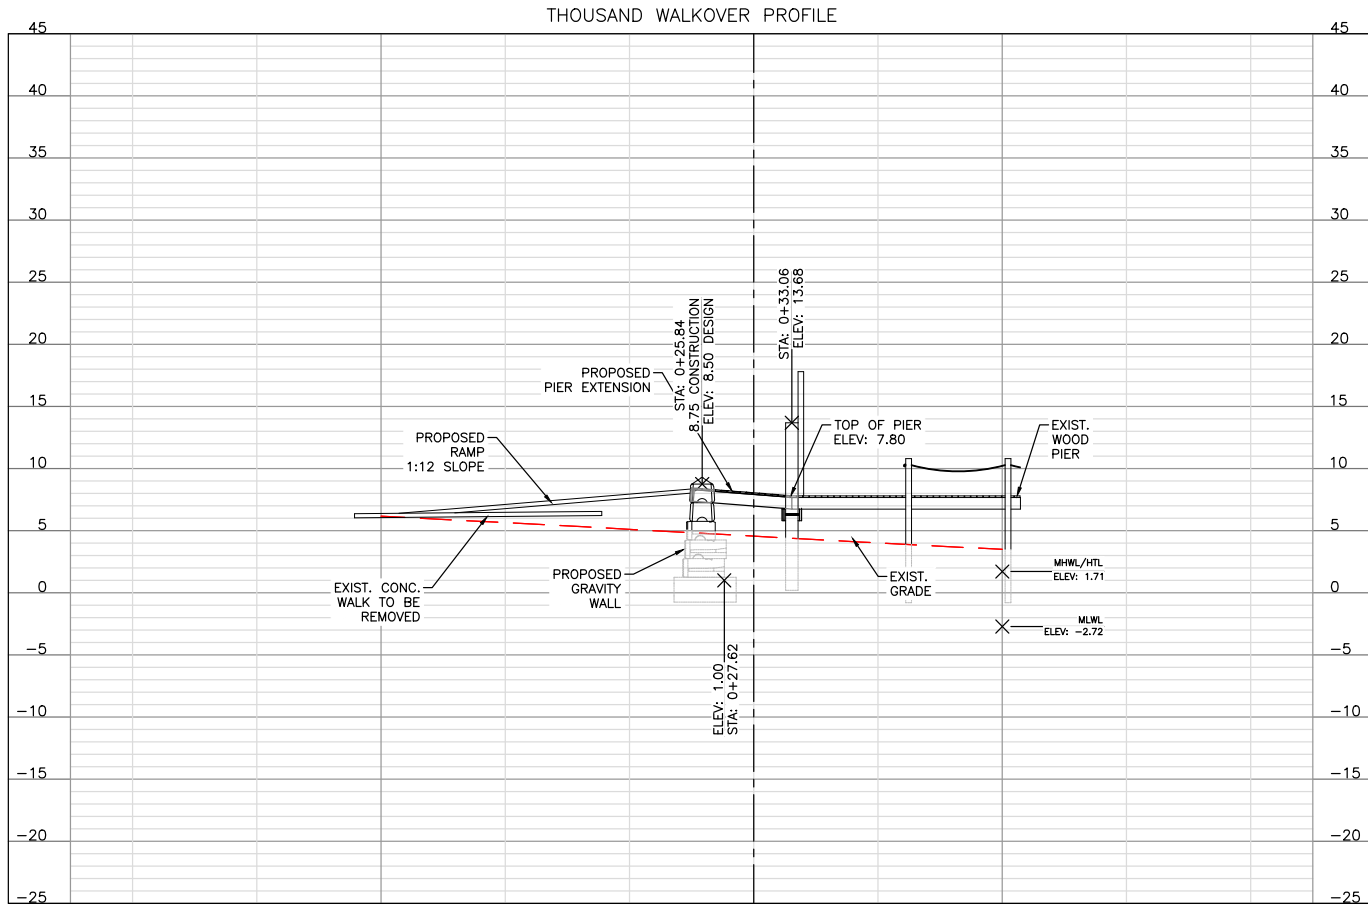 THOUSAND WALKOVER PROFILE
45
45
40
40
35
35
30
30
25
25
20
20
15
15
10
10
5
5
0
0
-5
-5
-10
-10
-15
-15
-20
-20
-25
-25
STA: 0+25.84
8.75 CONSTRUCTION
ELEV: 8.50 DESIGN
STA: 0+33.06
ELEV: 13.68
PROPOSED
PIER EXTENSION
PROPOSED
RAMP
1:12 SLOPE
TOP OF PIER
ELEV: 7.80
EXIST.
WOOD
PIER
EXIST. CONC.
WALK TO BE
REMOVED
PROPOSED
GRAVITY
WALL
EXIST.
GRADE
MHWL/HTL
ELEV: 1.71
MLWL
ELEV: -2.72
ELEV: 1.00
STA: 0+27.62